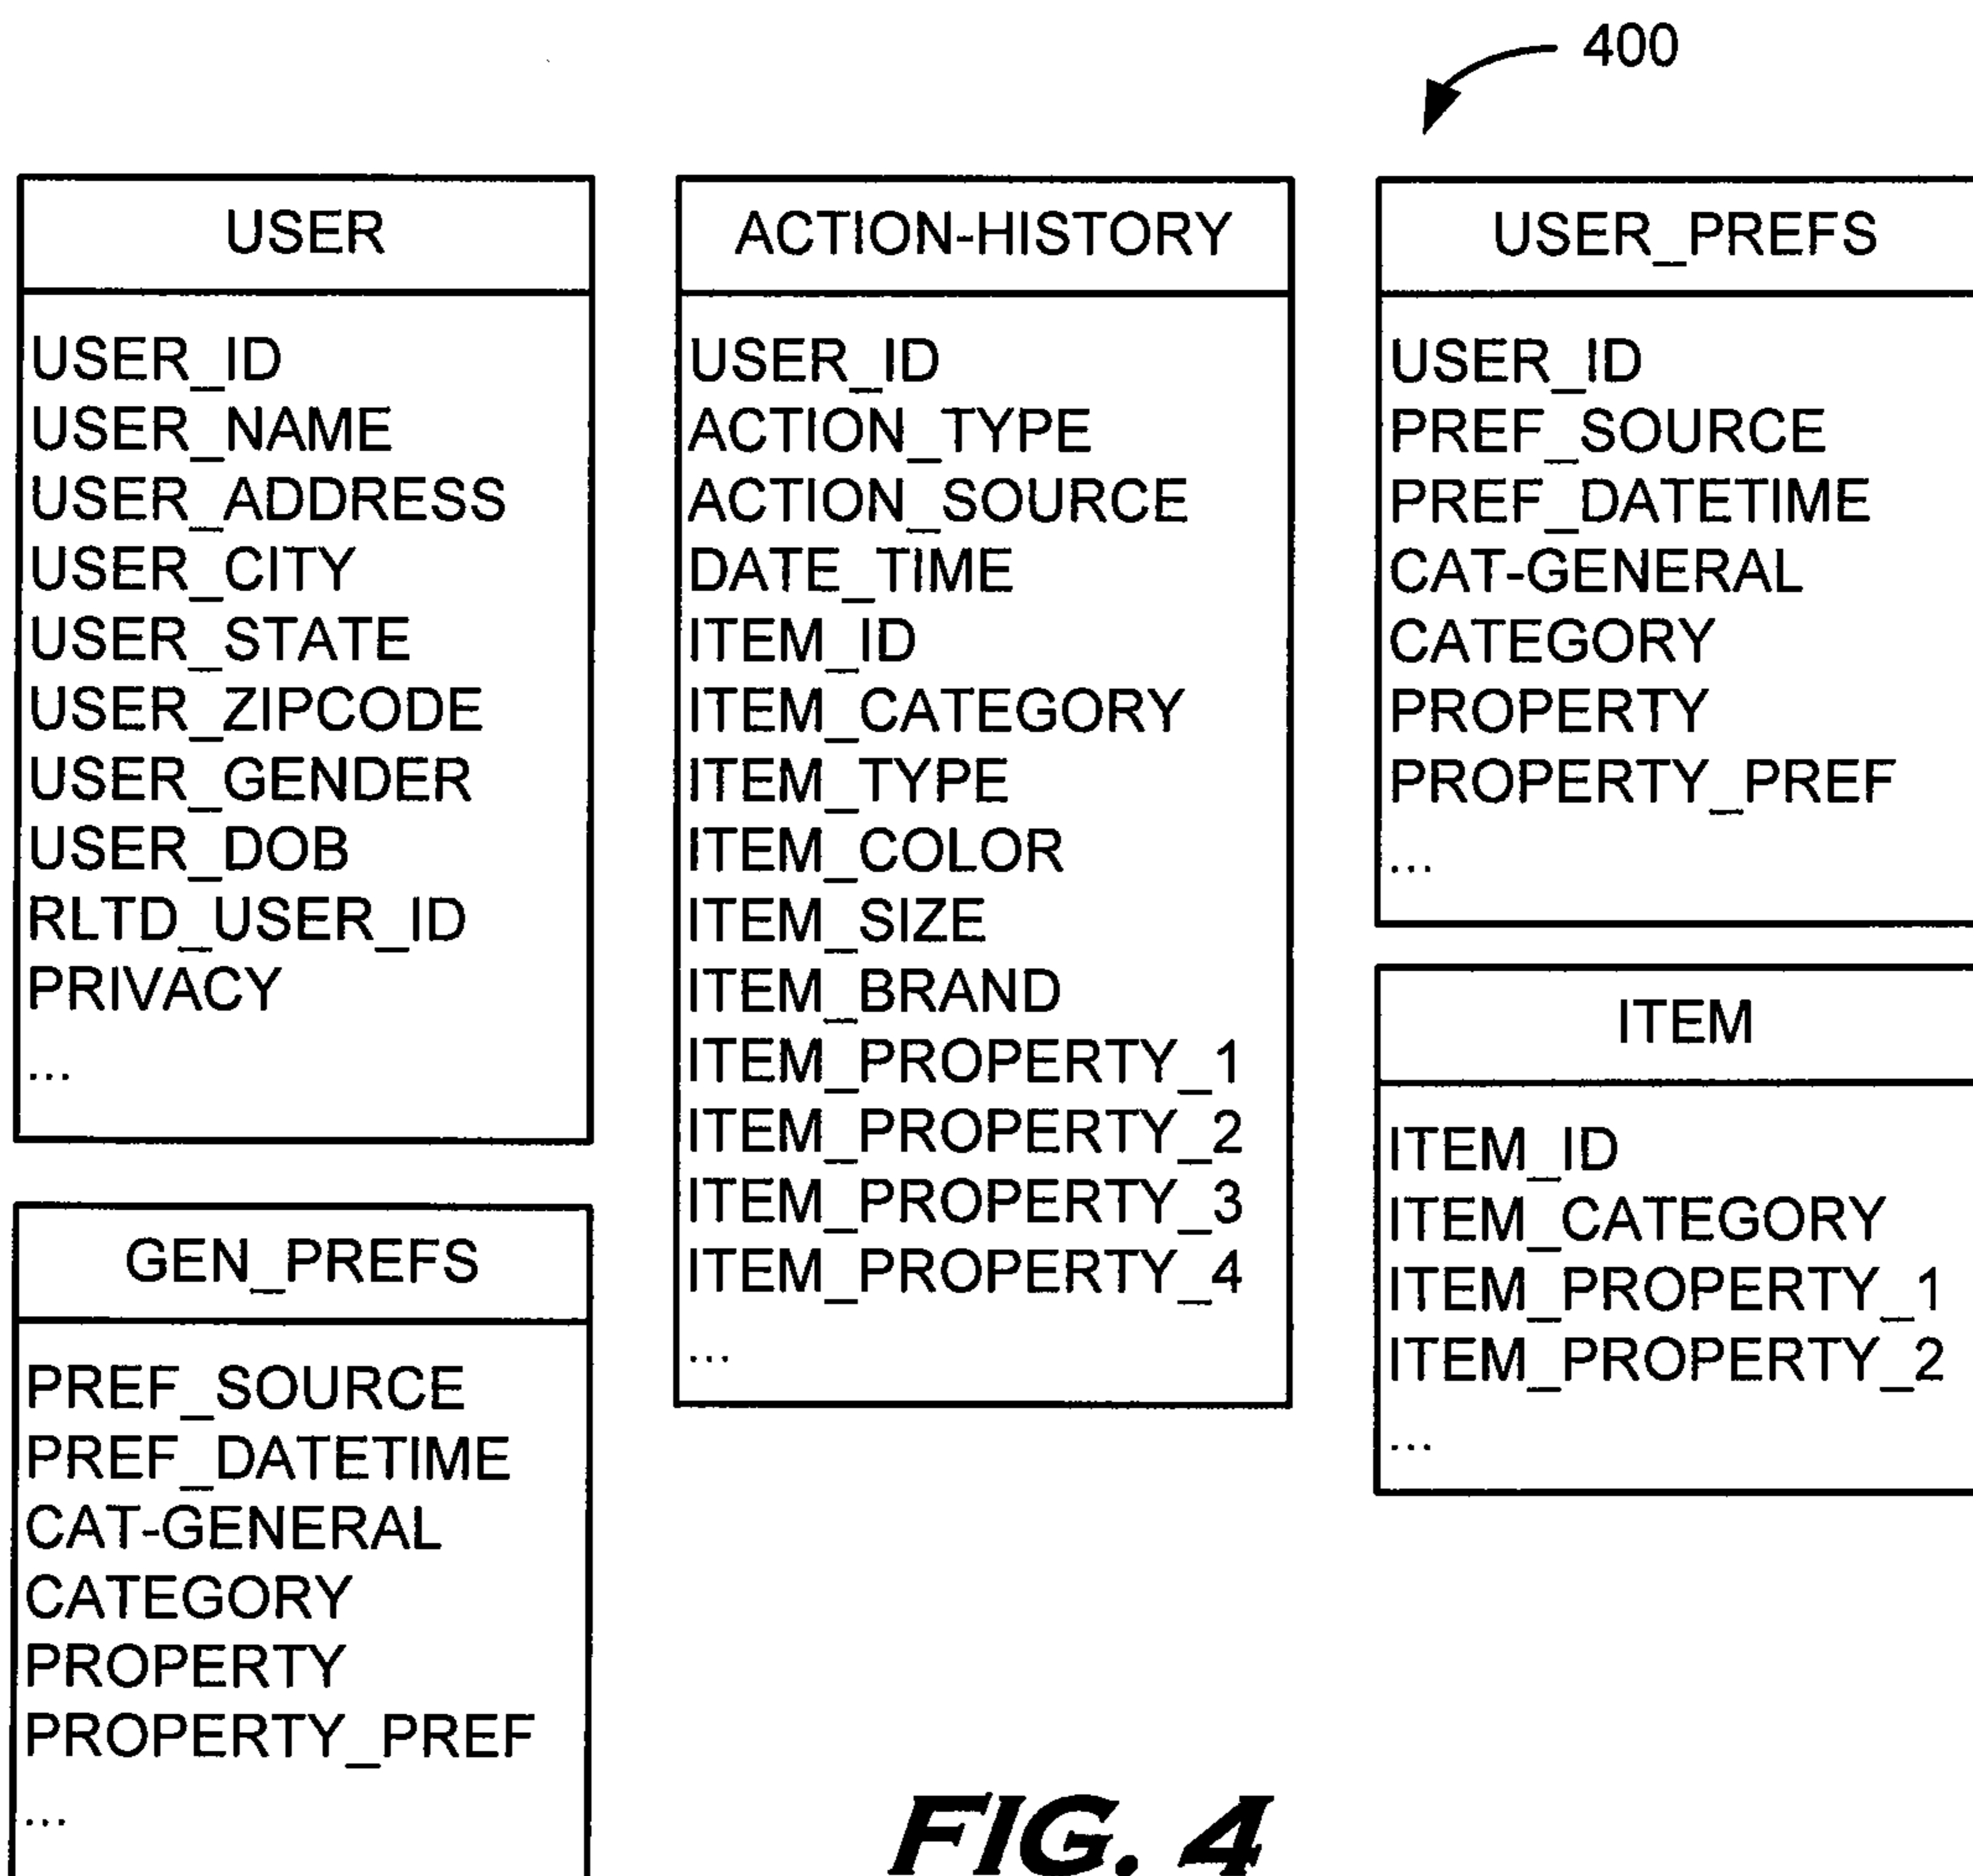 400
USER
USER_ID
USER_NAME
USER_ADDRESS
USER_CITY
USER_STATE
USER_ZIPCODE
USER_GENDER
USER_DOB
RLTD_USER_ID
PRIVACY
...
GEN_PREFS
PREF_SOURCE
PREF_DATETIME
CAT-GENERAL
CATEGORY
PROPERTY
PROPERTY_PREF
...
ACTION-HISTORY
USER_ID
ACTION_TYPE
ACTION_SOURCE
DATE_TIME
ITEM_ID
ITEM_CATEGORY
ITEM_TYPE
ITEM_COLOR
ITEM_SIZE
ITEM_BRAND
ITEM_PROPERTY_1
ITEM_PROPERTY_2
ITEM_PROPERTY_3
ITEM_PROPERTY_4
...
USER_PREFS
USER_ID
PREF_SOURCE
PREF_DATETIME
CAT-GENERAL
CATEGORY
PROPERTY
PROPERTY_PREF
...
ITEM
ITEM_ID
ITEM_CATEGORY
ITEM_PROPERTY_1
ITEM_PROPERTY_2
...
FIG. 4